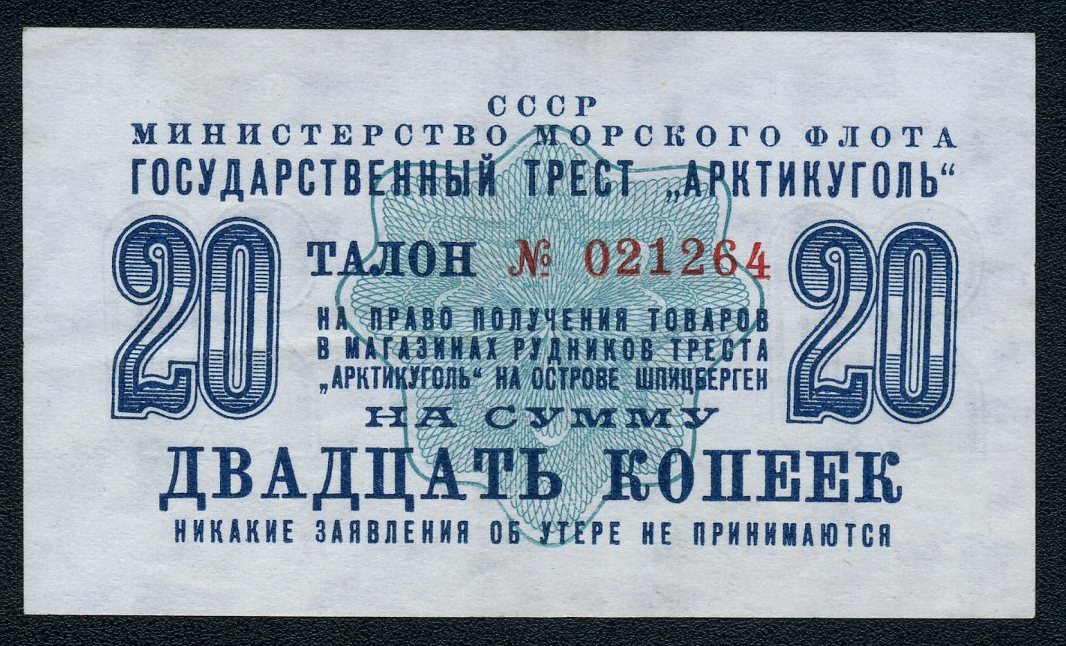 СССР
МИНИСТЕРСТВО МОРСКОГО ФЛОТА
ГОСУДАРСТВЕННЫЙ ТРЕСТ „АРКТИКУГОЛЬ“
20 ТАЛОН № 021264 20
НА ПРАВО ПОЛУЧЕНИЯ ТОВАРОВ
В МАГАЗИНАХ РУДНИКОВ ТРЕСТА
„АРКТИКУГОЛЬ“ НА ОСТРОВЕ ШПИЦБЕРГЕН
НА СУММУ
ДВАДЦАТЬ КОПЕЕК
НИКАКИЕ ЗАЯВЛЕНИЯ ОБ УТЕРЕ НЕ ПРИНИМАЮТСЯ